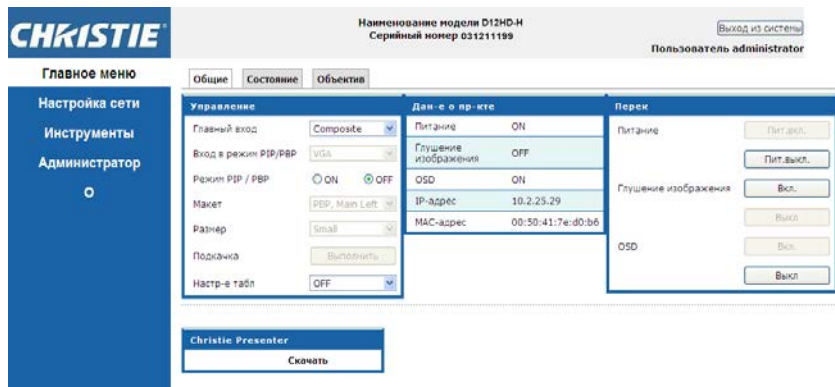 CHRISTIE
Наименование модели D12HD-H
Серийный номер 031211199
Выход из системы
Пользователь administrator
Главное меню
Настройка сети
Инструменты
Администратор
О
Общие Состояние Объектив
Управление
Главный вход Composite
Вход в режим PIP/PBP VGA
Режим PIP / PBP ON OFF
Макет PBP, Main Left
Размер Small
Подкачка Выполнить
Настр-е табл OFF
Дан-е о пр-кте
Питание ON
Глушение изображения OFF
OSD ON
IP-адрес 10.2.25.29
MAC-адрес 00:50:41:7e:d0:b6
Перек
Питание Пит.вкл.
Пит.выкл.
Глушение изображения Вкл.
Выкл
OSD Вкл.
Выкл
Christie Presenter
Скачать